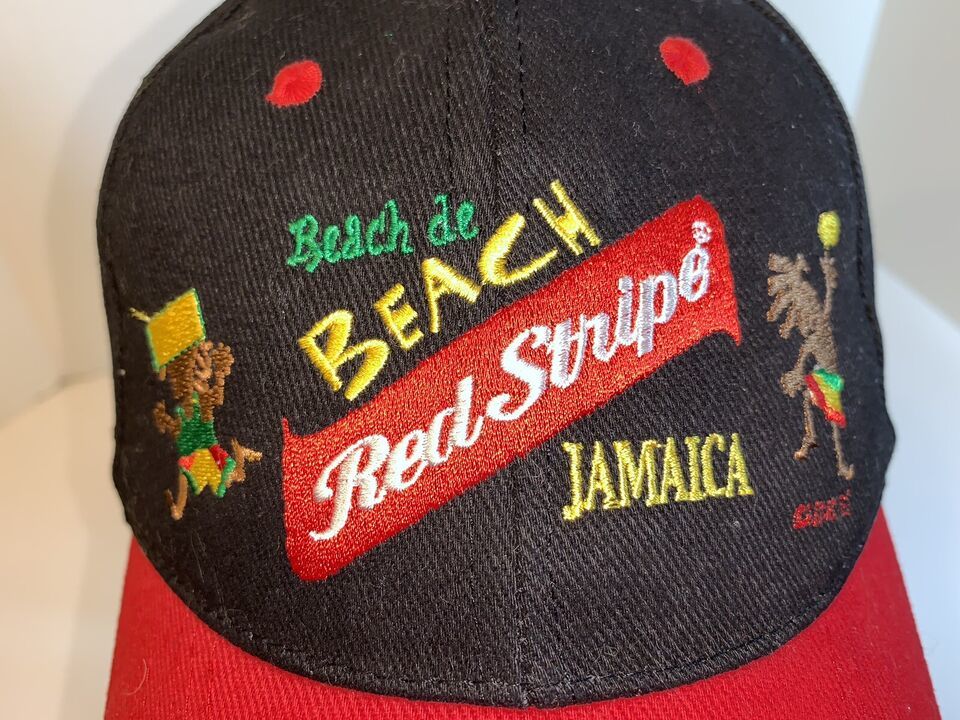 Beach de
BEACH
Red Stripe®
JAMAICA